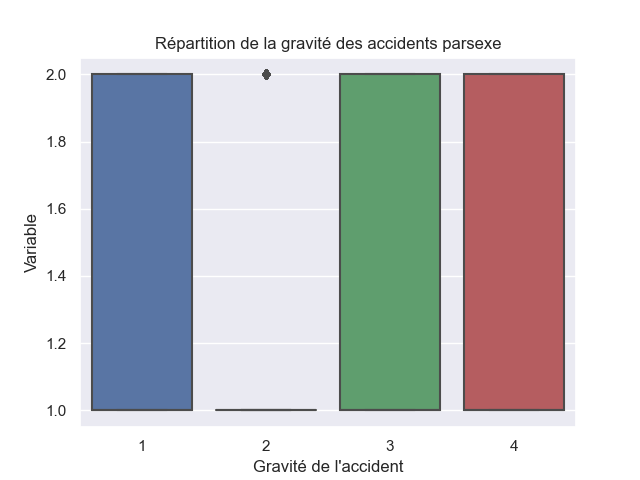 Répartition de la gravité des accidents parsexe
2.0
1.8
1.6
1.4
1.2
1.0
Variable
1 2 3 4
Gravité de l'accident